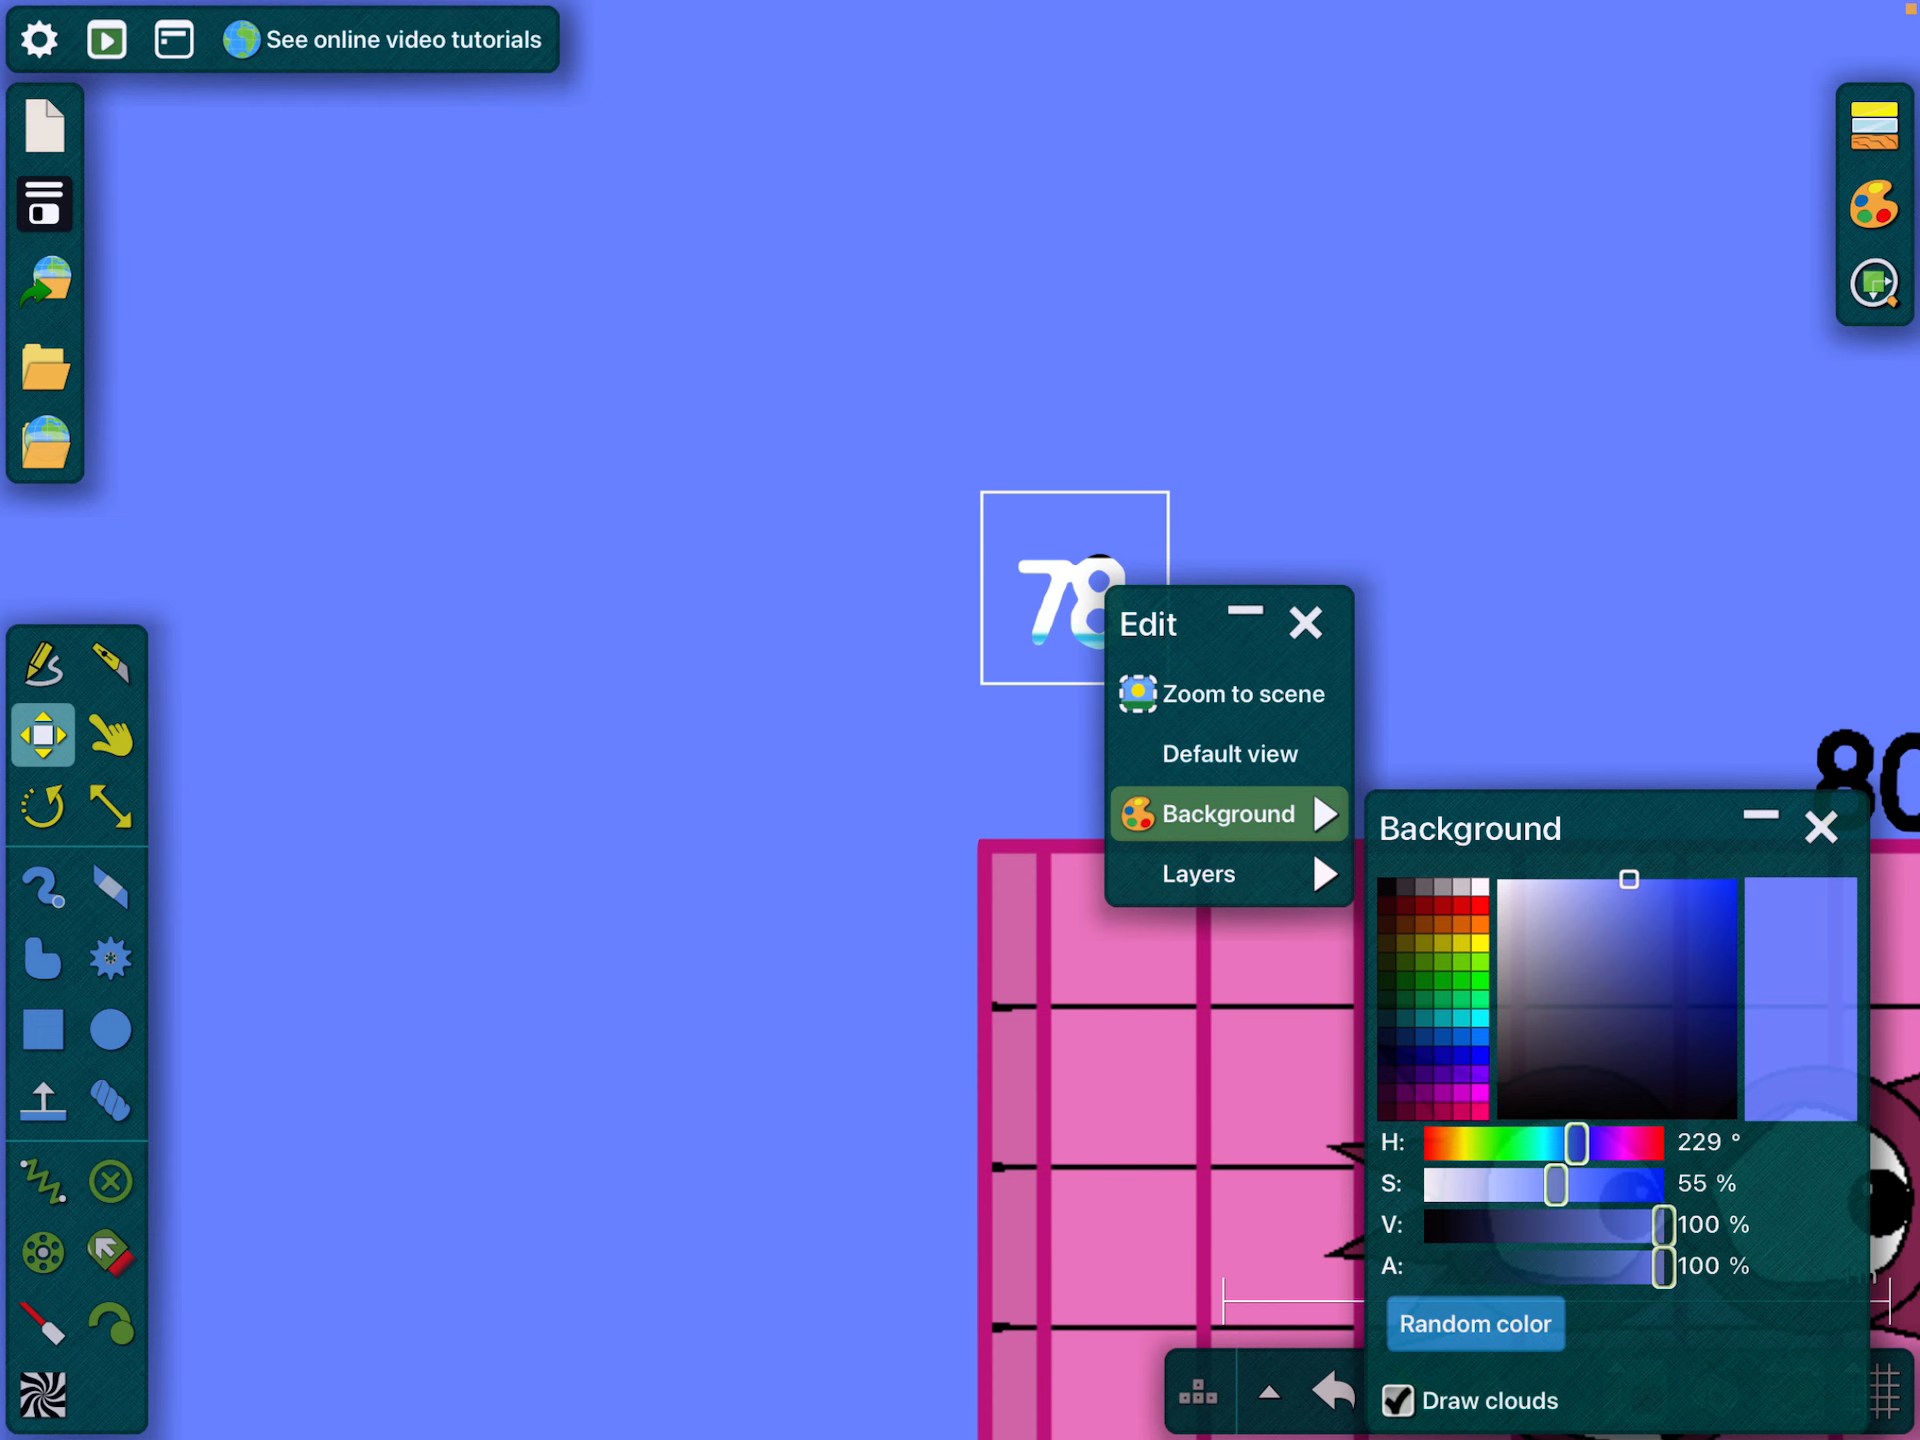 See online video tutorials
78
Edit
Zoom to scene
Default view
Background
Layers
80
Background
H: 229 °
S: 55 %
V: 100 %
A: 100 %
Random color
Draw clouds